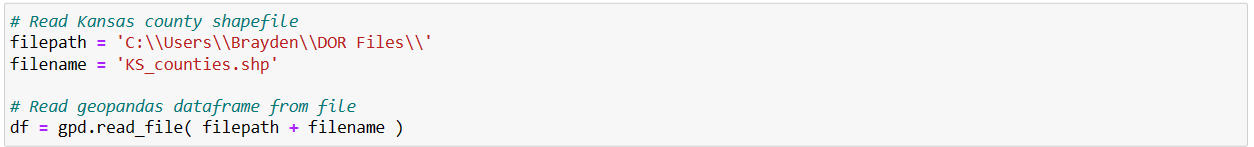 # Read Kansas county shapefile
filepath = 'C:\\Users\\Brayden\\DOR Files\\'
filename = 'KS_counties.shp'
# Read geopandas dataframe from file
df = gpd.read_file( filepath + filename )